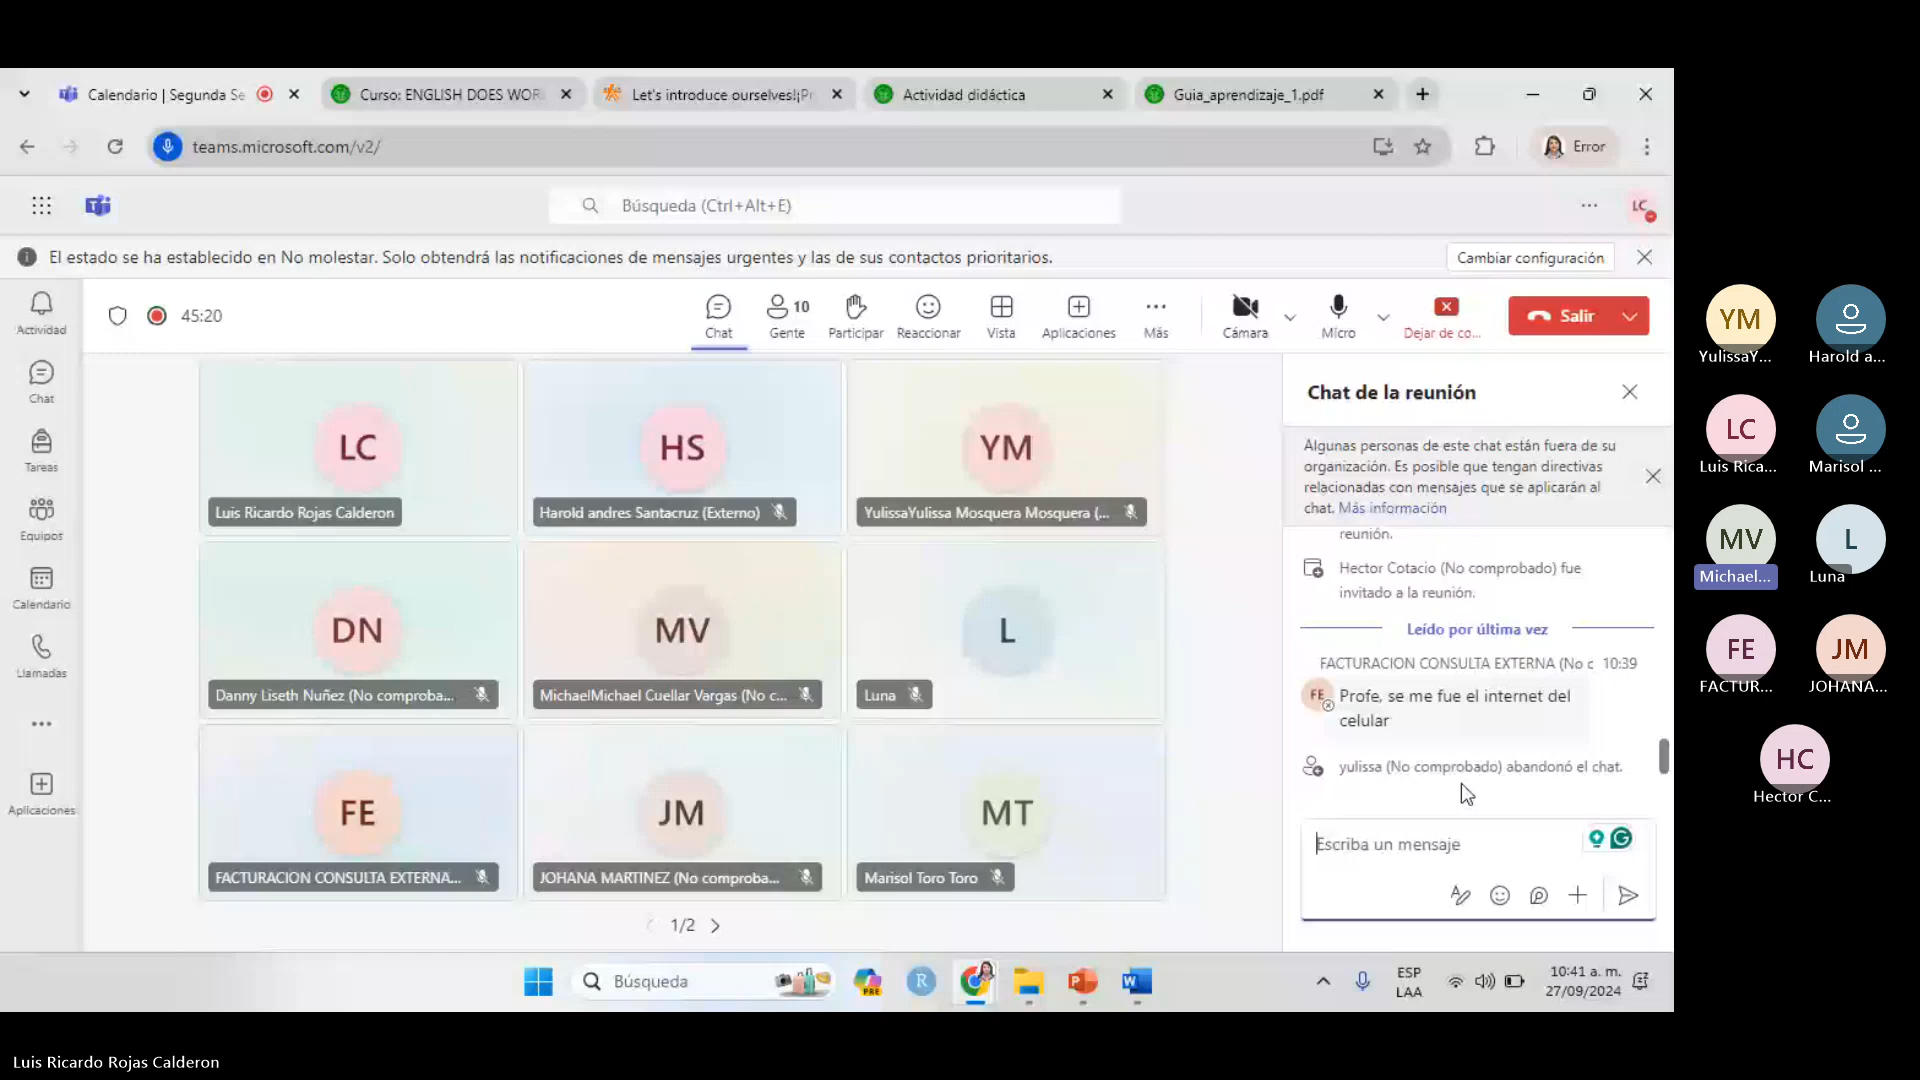 Calendario | Segunda Se
Curso: ENGLISH DOES WOR
Let's introduce ourselves!¡Pr
Actividad didáctica
Guia_aprendizaje_1.pdf
teams.microsoft.com/v2/
Error
Búsqueda (Ctrl+Alt+E)
LC
El estado se ha establecido en No molestar. Solo obtendrá las notificaciones de mensajes urgentes y las de sus contactos prioritarios.
Cambiar configuración
Actividad
Chat
Tareas
Equipos
Calendario
Llamadas
Aplicaciones
45:20
Chat
10
Gente
Participar
Reaccionar
Vista
Aplicaciones
Más
Cámara
Micro
Dejar de co...
Salir
LC
Luis Ricardo Rojas Calderon
HS
Harold andres Santacruz (Externo)
YM
YulissaYulissa Mosquera Mosquera (...
DN
Danny Liseth Nuñez (No comproba...
MV
MichaelMichael Cuellar Vargas (No c...
L
Luna
FE
FACTURACION CONSULTA EXTERNA...
JM
JOHANA MARTINEZ (No comproba...
MT
Marisol Toro Toro
1/2
Chat de la reunión
Algunas personas de este chat están fuera de su
organización. Es posible que tengan directivas
relacionadas con mensajes que se aplicarán al
chat. Más información
reunión.
Hector Cotacio (No comprobado) fue
invitado a la reunión.
Leído por última vez
FACTURACION CONSULTA EXTERNA (No c 10:39
FE
Profe, se me fue el internet del
celular
yulissa (No comprobado) abandonó el chat.
Escriba un mensaje
Búsqueda
PRE
R
ESP
LAA
10:41 a. m.
27/09/2024
YM
YulissaY...
Harold a...
LC
Luis Rica...
Marisol ...
MV
Michael...
L
Luna
FE
FACTUR...
JM
JOHANA...
HC
Hector C...
Luis Ricardo Rojas Calderon